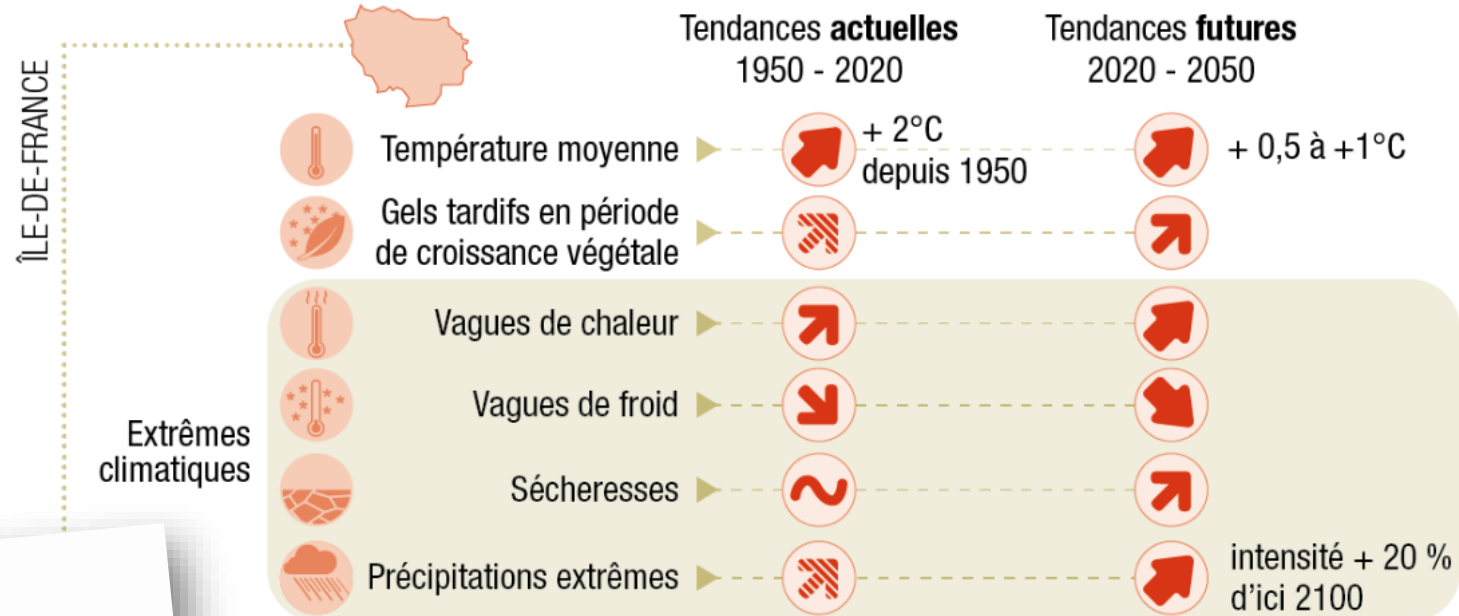 ÎLE-DE-FRANCE
Tendances actuelles
1950 - 2020
Tendances futures
2020 - 2050
Température moyenne
+ 2°C
depuis 1950
+ 0,5 à +1°C
Gels tardifs en période
de croissance végétale
Extrêmes
climatiques
Vagues de chaleur
Vagues de froid
Sécheresses
Précipitations extrêmes
intensité + 20 %
d'ici 2100